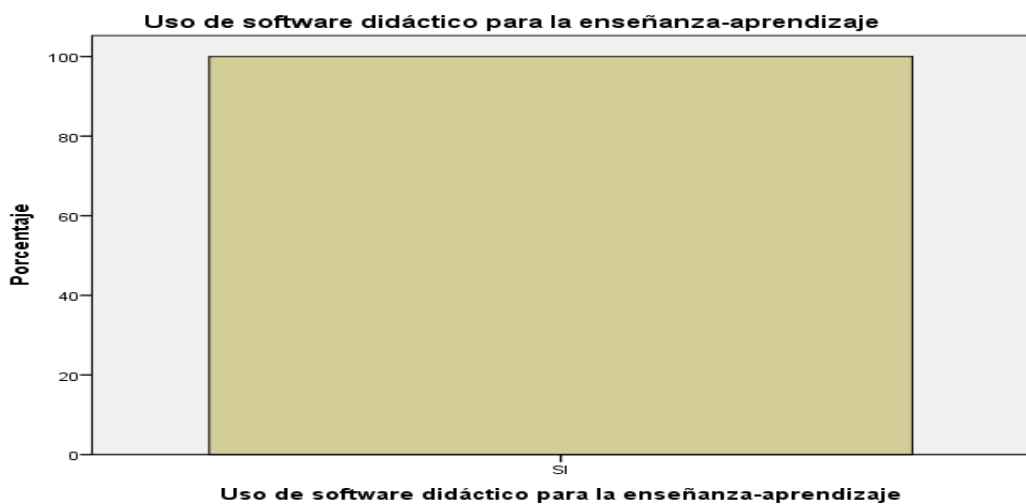 Uso de software didáctico para la enseñanza-aprendizaje
100
80
60
40
20
0
Porcentaje
SI
Uso de software didáctico para la enseñanza-aprendizaje